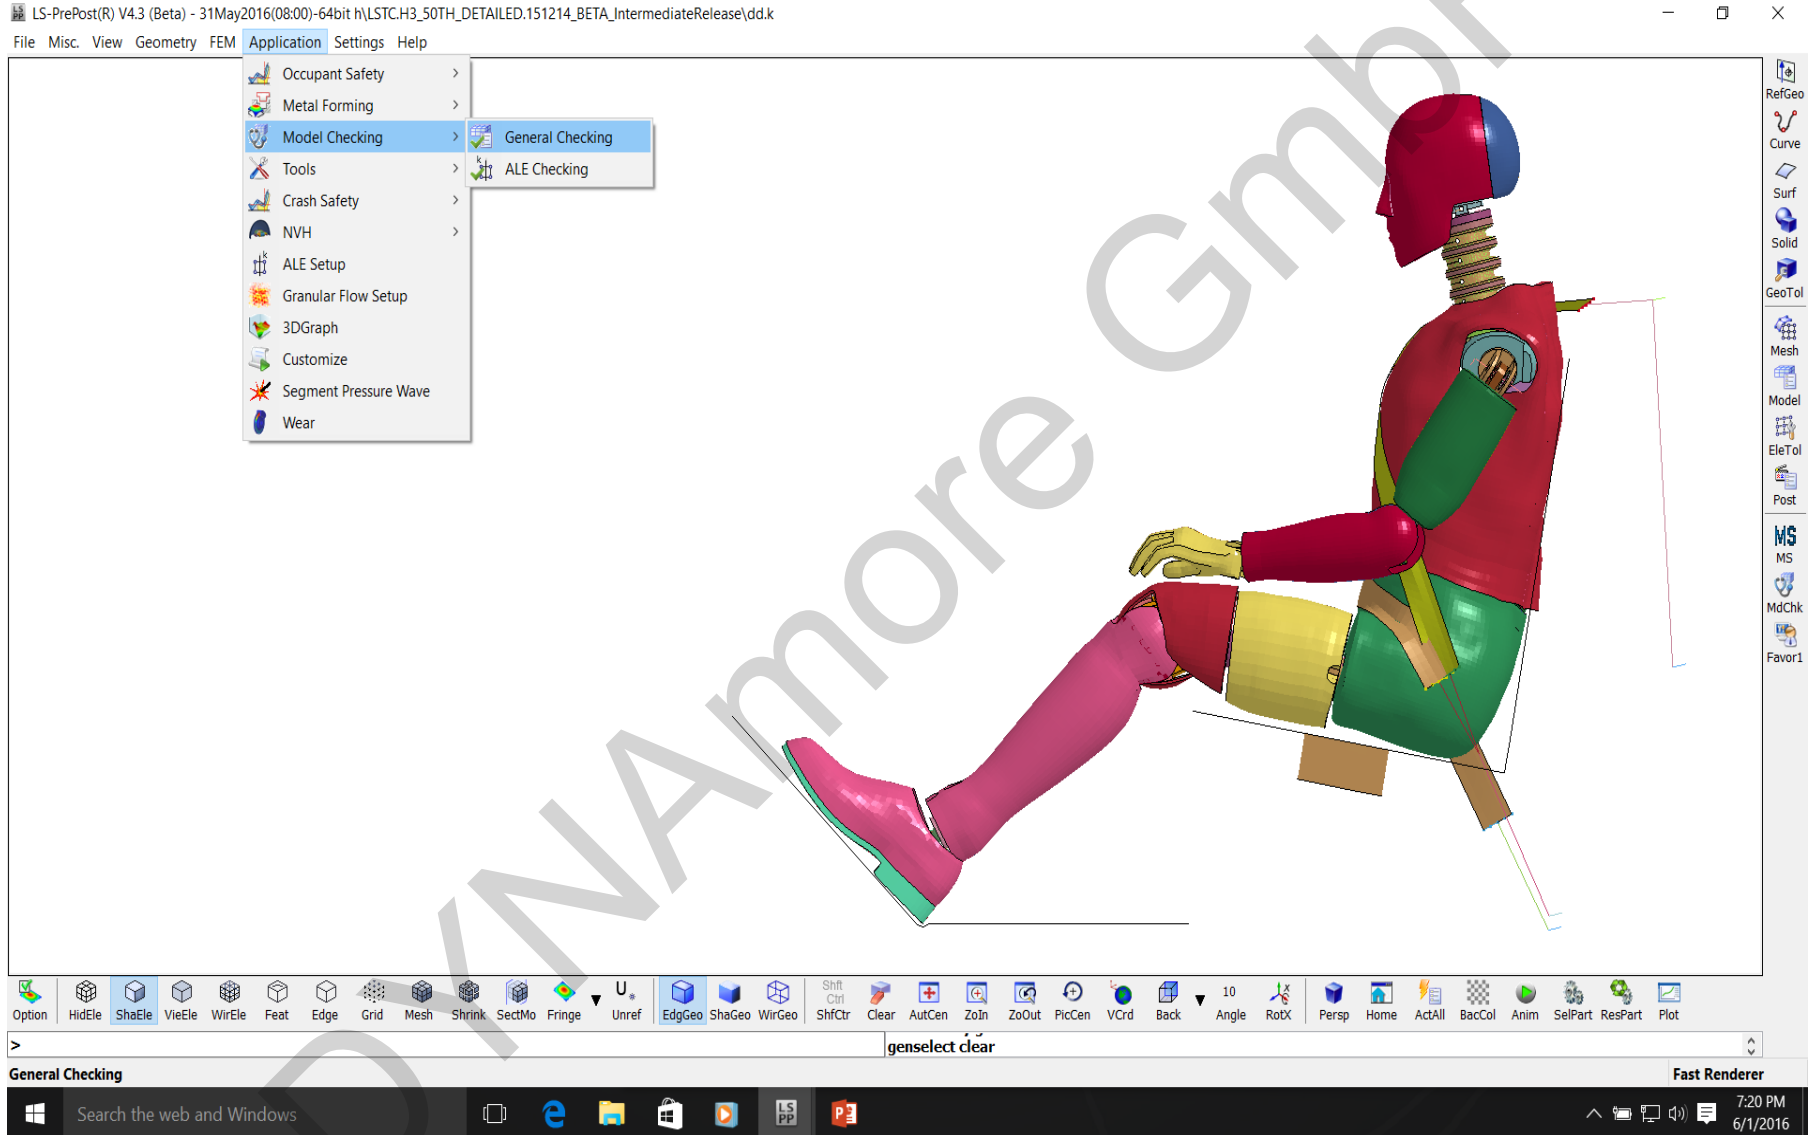 LS-PrePost(R) V4.3 (Beta) - 31May2016(08:00)-64bit h\LSTC.H3_50TH_DETAILED.151214_BETA_IntermediateRelease\dd.k
File Misc. View Geometry FEM Application Settings Help
Occupant Safety
Metal Forming
Model Checking
General Checking
Tools
ALE Checking
Crash Safety
NVH
ALE Setup
Granular Flow Setup
3DGraph
Customize
Segment Pressure Wave
Wear
RefGeo
Curve
Surf
Solid
GeoTol
Mesh
Model
EleTol
Post
MS
MS
MdChk
Favor1
DYNAmore GmbH
Shft
Ctrl
10
Option HidEle ShaEle VieEle WirEle Feat Edge Grid Mesh Shrink SectMo Fringe Unref EdgGeo ShaGeo WirGeo ShfCtr Clear AutCen ZoIn ZoOut PicCen VCrd Back Angle RotX Persp Home ActAll BacCol Anim SelPart ResPart Plot
>
genselect clear
General Checking
Fast Renderer
Search the web and Windows
LS
PP
7:20 PM
6/1/2016